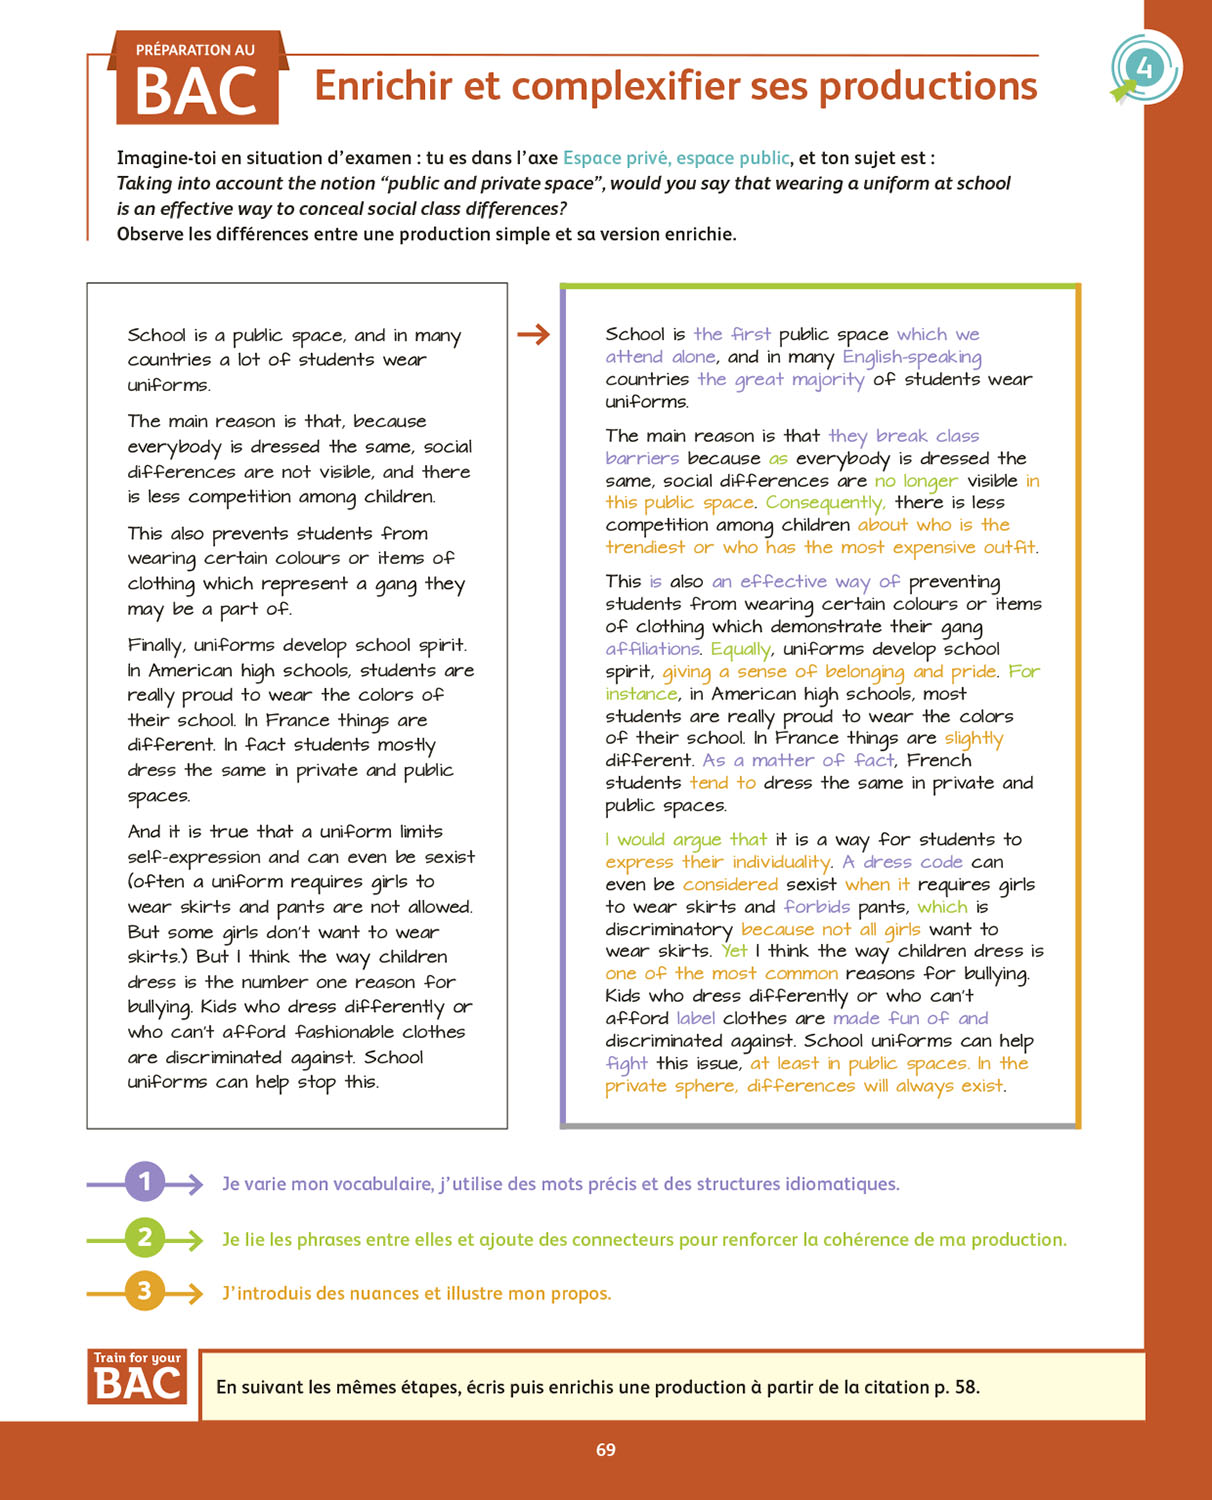 PRÉPARATION AU
BAC
Enrichir et complexifier ses productions
4
Imagine-toi en situation d'examen : tu es dans l'axe Espace privé, espace public, et ton sujet est :
Taking into account the notion “public and private space”, would you say that wearing a uniform at school
is an effective way to conceal social class differences?
Observe les différences entre une production simple et sa version enrichie.
School is a public space, and in many
countries a lot of students wear
uniforms.
The main reason is that, because
everybody is dressed the same, social
differences are not visible, and there
is less competition among children.
This also prevents students from
wearing certain colours or items of
clothing which represent a gang they
may be a part of.
Finally, uniforms develop school spirit.
In American high schools, students are
really proud to wear the colors of
their school. In France things are
different. In fact students mostly
dress the same in private and public
spaces.
And it is true that a uniform limits
self-expression and can even be sexist
(often a uniform requires girls to
wear skirts and pants are not allowed.
But some girls don't want to wear
skirts.) But I think the way children
dress is the number one reason for
bullying. Kids who dress differently or
who can't afford fashionable clothes
are discriminated against. School
uniforms can help stop this.
School is the first public space which we
attend alone, and in many English-speaking
countries the great majority of students wear
uniforms.
The main reason is that they break class
barriers because as everybody is dressed the
same, social differences are no longer visible in
this public space. Consequently, there is less
competition among children about who is the
trendiest or who has the most expensive outfit.
This is also an effective way of preventing
students from wearing certain colours or items
of clothing which demonstrate their gang
affiliations. Equally, uniforms develop school
spirit, giving a sense of belonging and pride. For
instance, in American high schools, most
students are really proud to wear the colors
of their school. In France things are slightly
different. As a matter of fact, French
students tend to dress the same in private and
public spaces.
I would argue that it is a way for students to
express their individuality. A dress code can
even be considered sexist when it requires girls
to wear skirts and forbids pants, which is
discriminatory because not all girls want to
wear skirts. Yet I think the way children dress is
one of the most common reasons for bullying.
Kids who dress differently or who can't
afford label clothes are made fun of and
discriminated against. School uniforms can help
fight this issue, at least in public spaces. In the
private sphere, differences will always exist.
1 Je varie mon vocabulaire, j'utilise des mots précis et des structures idiomatiques.
2 Je lie les phrases entre elles et ajoute des connecteurs pour renforcer la cohérence de ma production.
3 J'introduis des nuances et illustre mon propos.
Train for your
BAC
En suivant les mêmes étapes, écris puis enrichis une production à partir de la citation p. 58.
69